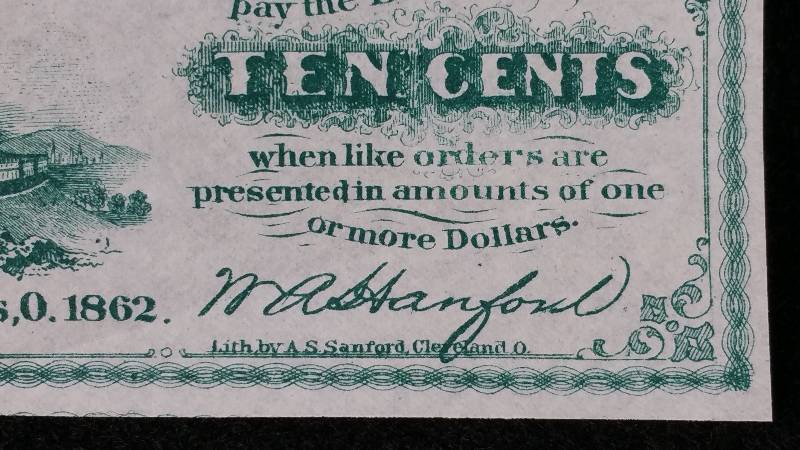 pay the
TEN CENTS
when like orders are
presented in amounts of one
or more Dollars.
s, O. 1862.
W A Stanford
Lith. by A. S. Sanford, Cleveland O.